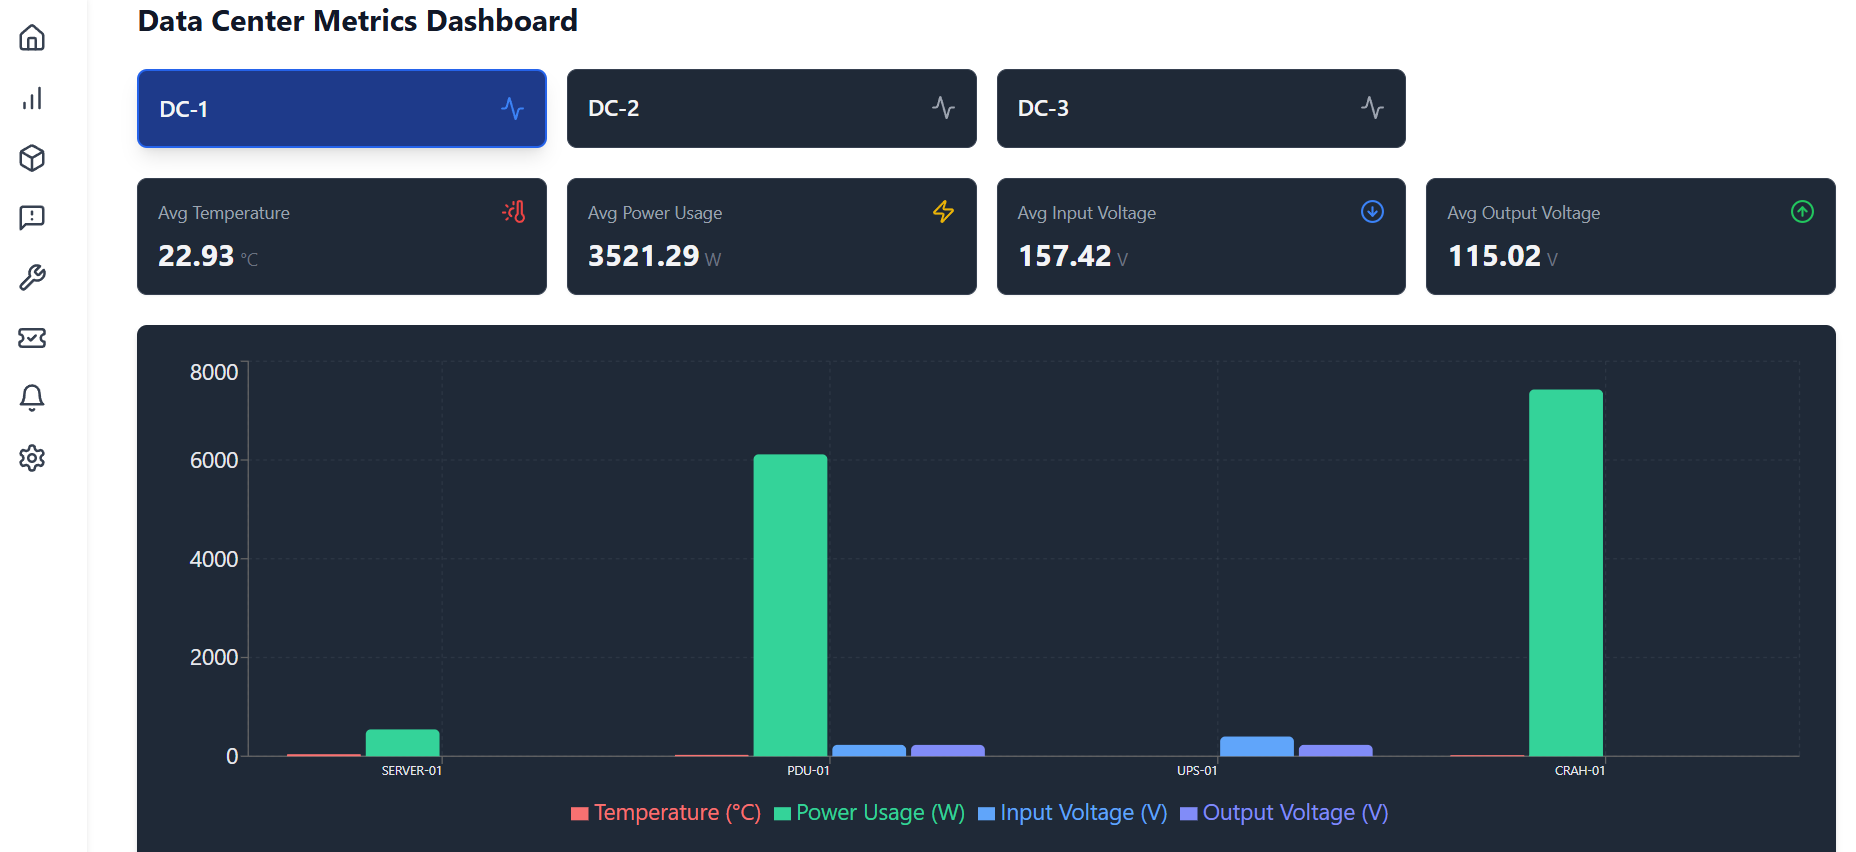 Data Center Metrics Dashboard
DC-1
DC-2
DC-3
Avg Temperature
22.93 °C
Avg Power Usage
3521.29 W
Avg Input Voltage
157.42 V
Avg Output Voltage
115.02 V
8000
6000
4000
2000
0
SERVER-01
PDU-01
UPS-01
CRAH-01
Temperature (°C) Power Usage (W) Input Voltage (V) Output Voltage (V)